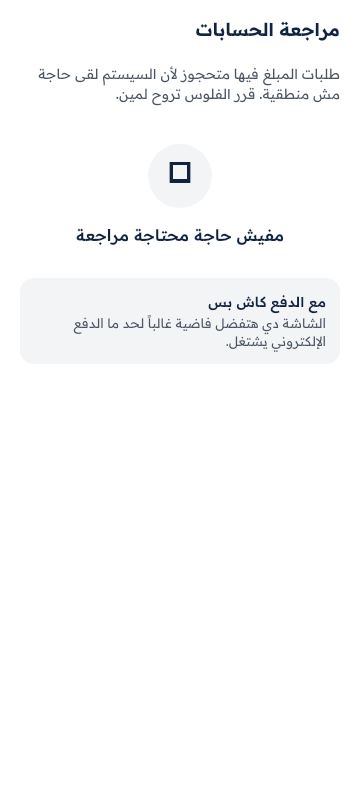 مراجعة الحسابات
طلبات المبلغ فيها متحجوز لأن السيستم لقى حاجة
مش منطقية. قرر الفلوس تروح لمين.
مفيش حاجة محتاجة مراجعة
مع الدفع كاش بس
الشاشة دي هتفضل فاضية غالباً لحد ما الدفع
الإلكتروني يشتغل.